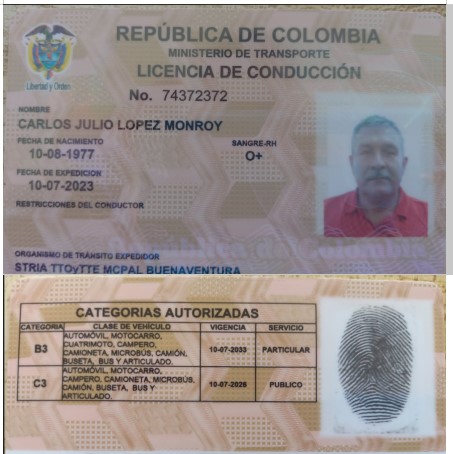 REPÚBLICA DE COLOMBIA
MINISTERIO DE TRANSPORTE
LICENCIA DE CONDUCCIÓN
Libertad y Orden
No. 74372372
NOMBRE
CARLOS JULIO LOPEZ MONROY
FECHA DE NACIMIENTO
10-08-1977
SANGRE-RH
O+
FECHA DE EXPEDICION
10-07-2023
RESTRICCIONES DEL CONDUCTOR
ORGANISMO DE TRÁNSITO EXPEDIDOR
STRIA TTOyTTE MCPAL BUENAVENTURA
CATEGORIAS AUTORIZADAS
CATEGORIA CLASE DE VEHÍCULO VIGENCIA SERVICIO
B3
AUTOMÓVIL, MOTOCARRO,
CUATRIMOTO, CAMPERO,
CAMIONETA, MICROBÚS, CAMIÓN,
BUSETA, BUS Y ARTICULADO.
10-07-2033
PARTICULAR
C3
AUTOMÓVIL, MOTOCARRO,
CAMPERO, CAMIONETA, MICROBÚS,
CAMIÓN, BUSETA, BUS Y
ARTICULADO.
10-07-2026
PUBLICO